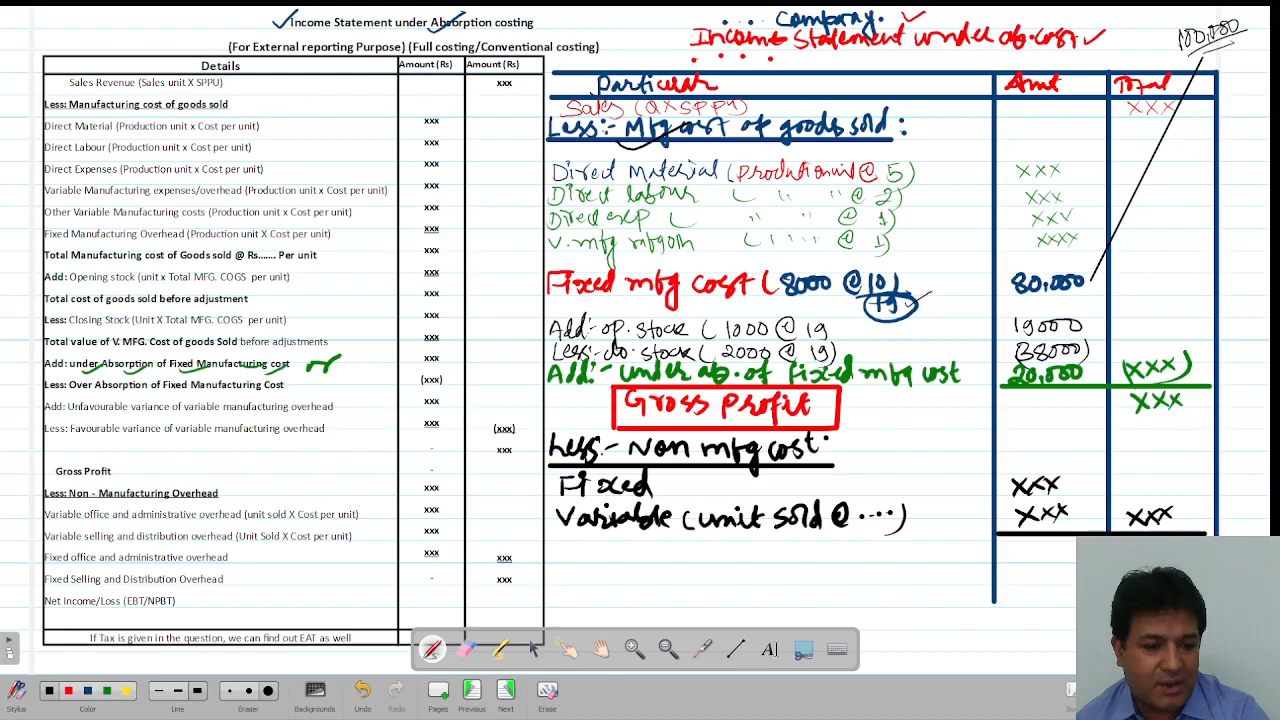 Income Statement under Absorption costing
(For External reporting Purpose) (Full costing/Conventional costing)
Details Amount (Rs) Amount (Rs)
Sales Revenue (Sales unit X SPPU) xxx
Less: Manufacturing cost of goods sold
Direct Material (Production unit x Cost per unit) xxx
Direct Labour (Production unit x Cost per unit) xxx
Direct Expenses (Production unit x Cost per unit) xxx
Variable Manufacturing expenses/overhead (Production unit x Cost per unit) xxx
Other Variable Manufacturing costs (Production unit x Cost per unit) xxx
Fixed Manufacturing Overhead (Production unit X Cost per unit) xxx
Total Manufacturing cost of Goods sold @ Rs....... Per unit xxx
Add: Opening stock (unit x Total MFG. COGS per unit) xxx
Total cost of goods sold before adjustment xxx
Less: Closing Stock (Unit X Total MFG. COGS per unit) xxx
Total value of V. MFG. Cost of goods Sold before adjustments xxx
Add: under Absorption of Fixed Manufacturing cost or xxx
Less: Over Absorption of Fixed Manufacturing Cost (xxx)
Add: Unfavourable variance of variable manufacturing overhead xxx
Less: Favourable variance of variable manufacturing overhead xxx (xxx)
- xxx
Gross Profit -
Less: Non - Manufacturing Overhead xxx
Variable office and administrative overhead (unit sold X Cost per unit) xxx
Variable selling and distribution overhead (Unit Sold X Cost per unit) xxx
Fixed office and administrative overhead xxx xxx
Fixed Selling and Distribution Overhead - xxx
Net Income/Loss (EBT/NPBT)
If Tax is given in the question, we can find out EAT as well
... Company.
Income Statement under ab.cost
100,000
Particular Amt Total
Sales (Q X SPPU) XXX
Less:- Mfg cost of goods sold:
Direct Material (Production unit @ 5) XXX
Direct labour ( " " @ 2) XXX
Direct exp ( " " @ 1) XXX
V. mfg mfgoh ( " " @ 1) XXXX
Fixed mfg cost (8000 @ 10) 80,000
19
Add:- op. stock (1000 @ 19 19000
Less:- clo. stock (2000 @ 19) (38000)
Add:- under ab. of fixed mfg cost 20,000 (XXX)
Gross Profit XXX
Less:- Non mfg cost.
Fixed XXX
Variable (unit sold @ ....) XXX XXX
Stylus
Color
Line
Eraser
Backgrounds
Undo
Redo
Pages
Previous
Next
Erase